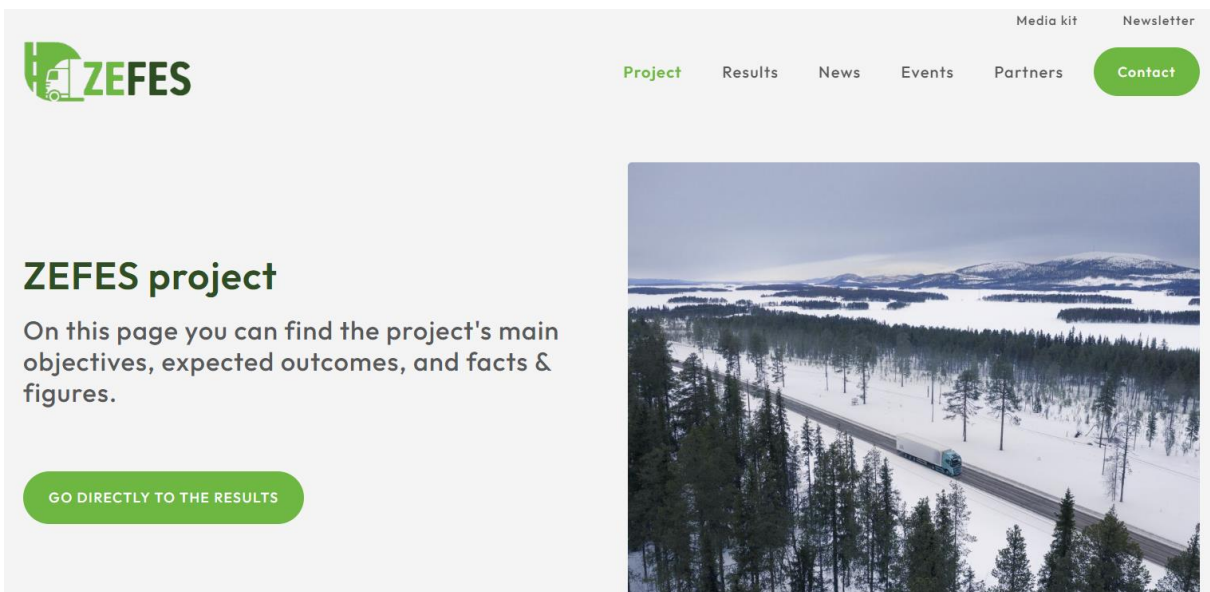 Media kit Newsletter
ZEFES
Project Results News Events Partners Contact
ZEFES project
On this page you can find the project's main
objectives, expected outcomes, and facts &
figures.
GO DIRECTLY TO THE RESULTS